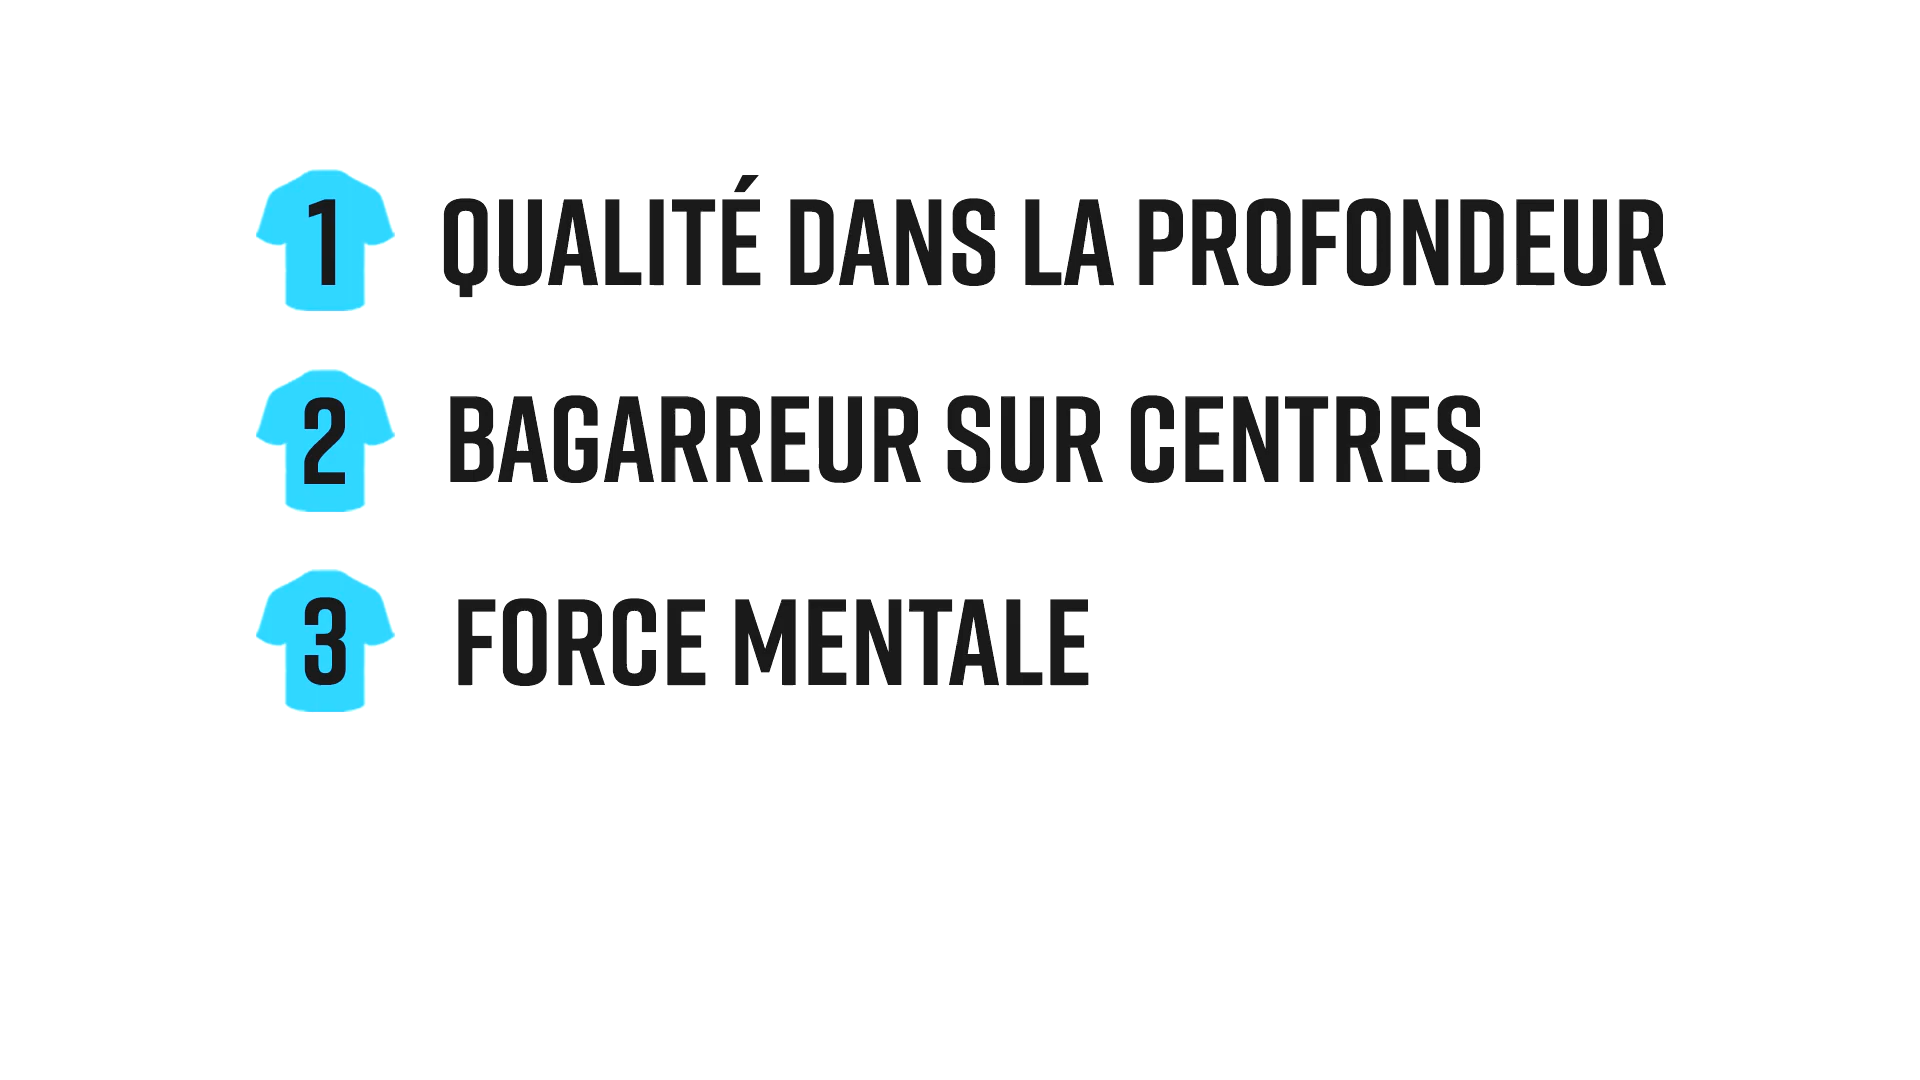 1 QUALITÉ DANS LA PROFONDEUR
2 BAGARREUR SUR CENTRES
3 FORCE MENTALE